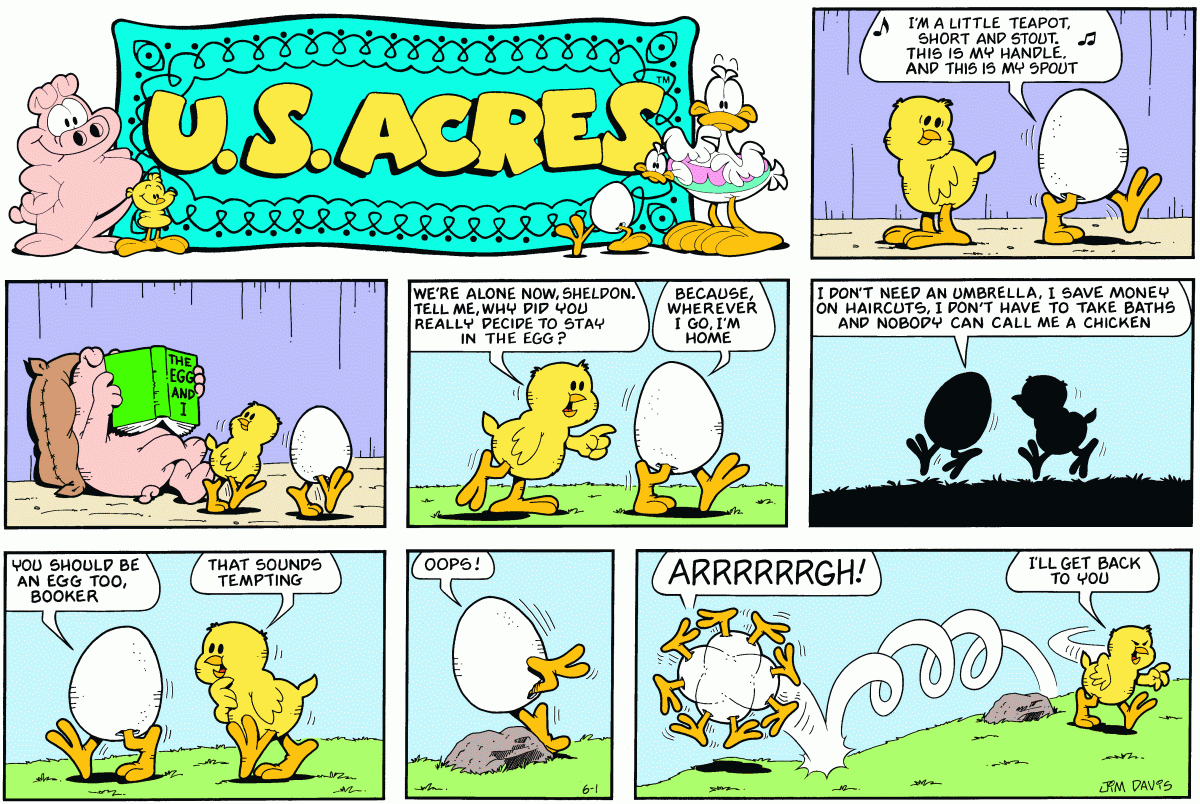 U.S. ACRES
TM
I'M A LITTLE TEAPOT,
SHORT AND STOUT.
THIS IS MY HANDLE.
AND THIS IS MY SPOUT
THE
EGG
AND
I
WE'RE ALONE NOW, SHELDON.
TELL ME, WHY DID YOU
REALLY DECIDE TO STAY
IN THE EGG?
BECAUSE,
WHEREVER
I GO, I'M
HOME
I DON'T NEED AN UMBRELLA, I SAVE MONEY
ON HAIRCUTS, I DON'T HAVE TO TAKE BATHS
AND NOBODY CAN CALL ME A CHICKEN
YOU SHOULD BE
AN EGG TOO,
BOOKER
THAT SOUNDS
TEMPTING
OOPS!
6-1
ARRRRRRGH!
I'LL GET BACK
TO YOU
JIM DAVIS